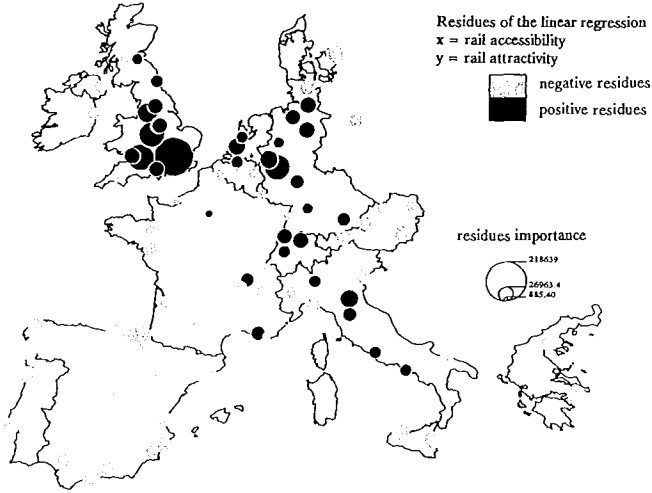 Residues of the linear regression
x = rail accessibility
y = rail attractivity
negative residues
positive residues
residues importance
218639
26963.4
885.40